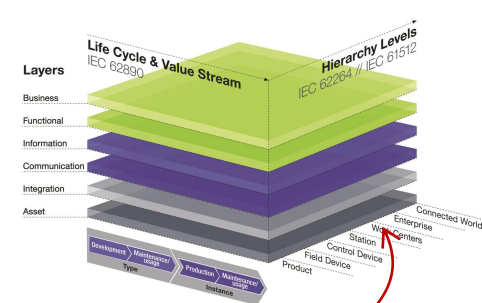 Life Cycle & Value Stream
IEC 62890
Hierarchy Levels
IEC 62264 // IEC 61512
Layers
Business
Functional
Information
Communication
Integration
Asset
Connected World
Enterprise
Work Centers
Station
Control Device
Field Device
Product
Development
Maintenance/
usage
Type
Production
Maintenance/
usage
Instance